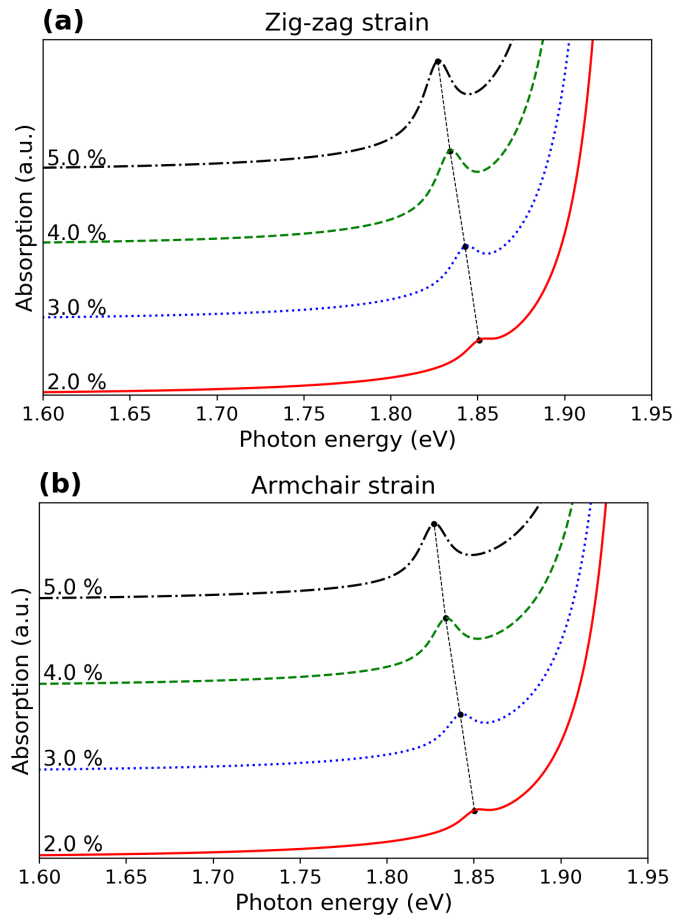 (a) Zig-zag strain
Absorption (a.u.)
5.0 %
4.0 %
3.0 %
2.0 %
1.60 1.65 1.70 1.75 1.80 1.85 1.90 1.95
Photon energy (eV)
(b) Armchair strain
Absorption (a.u.)
5.0 %
4.0 %
3.0 %
2.0 %
1.60 1.65 1.70 1.75 1.80 1.85 1.90 1.95
Photon energy (eV)